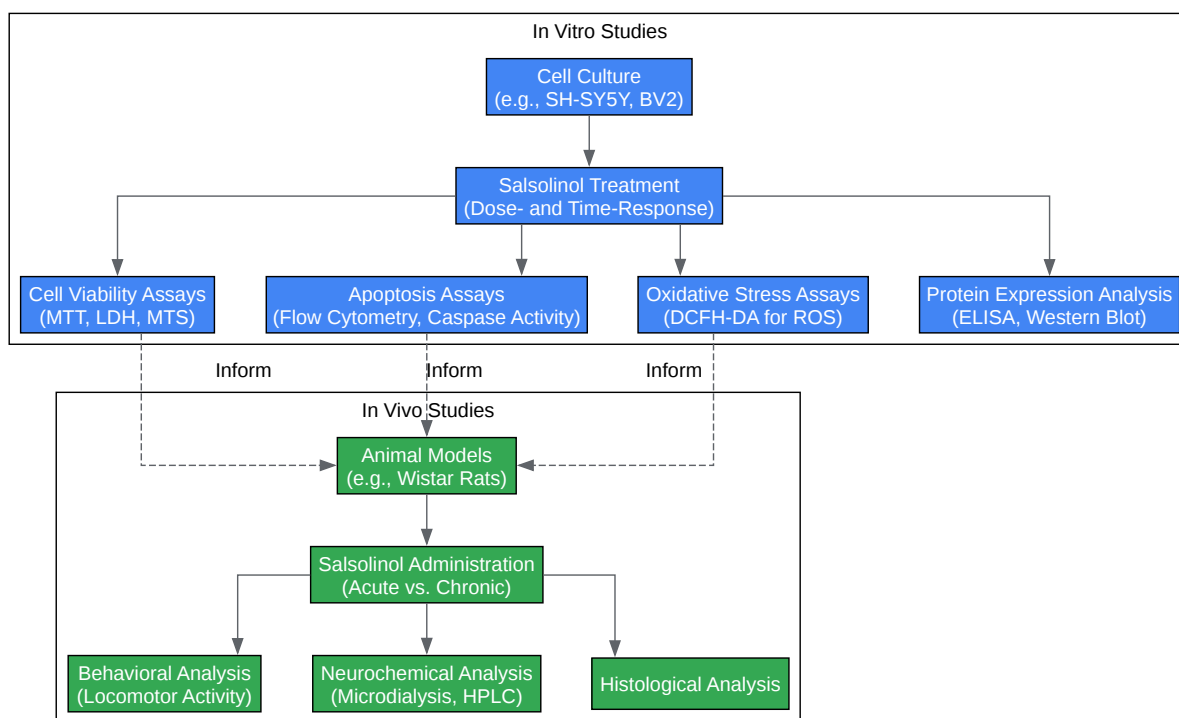 In Vitro Studies
Cell Culture
(e.g., SH-SY5Y, BV2)
Salsolinol Treatment
(Dose- and Time-Response)
Cell Viability Assays
(MTT, LDH, MTS)
Apoptosis Assays
(Flow Cytometry, Caspase Activity)
Oxidative Stress Assays
(DCFH-DA for ROS)
Protein Expression Analysis
(ELISA, Western Blot)
Inform
Inform
Inform
In Vivo Studies
Animal Models
(e.g., Wistar Rats)
Salsolinol Administration
(Acute vs. Chronic)
Behavioral Analysis
(Locomotor Activity)
Neurochemical Analysis
(Microdialysis, HPLC)
Histological Analysis